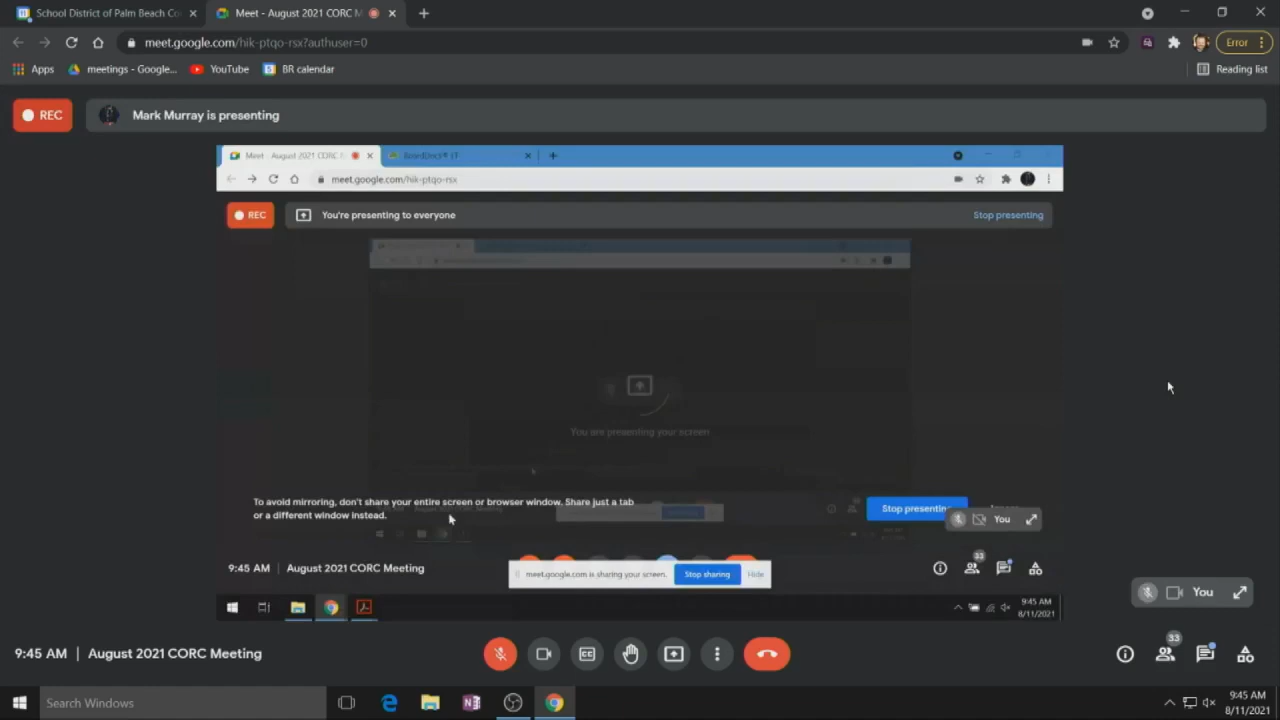 School District of Palm Beach Co
Meet - August 2021 CORC M
meet.google.com/hik-ptqo-rsx?authuser=0
Error
Apps
meetings - Google...
YouTube
BR calendar
Reading list
REC
Mark Murray is presenting
Meet - August 2021 CORC M
BoardDocs® LT
meet.google.com/hik-ptqo-rsx
REC
You're presenting to everyone
Stop presenting
You are presenting your screen
To avoid mirroring, don't share your entire screen or browser window. Share just a tab
or a different window instead.
Stop presenting
You
33
9:45 AM | August 2021 CORC Meeting
meet.google.com is sharing your screen.
Stop sharing
Hide
You
9:45 AM
8/11/2021
33
9:45 AM | August 2021 CORC Meeting
Search Windows
9:45 AM
8/11/2021